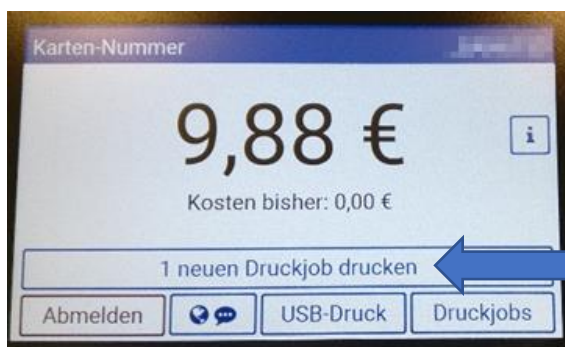 Karten-Nummer
9,88 €
i
Kosten bisher: 0,00 €
1 neuen Druckjob drucken
Abmelden USB-Druck Druckjobs